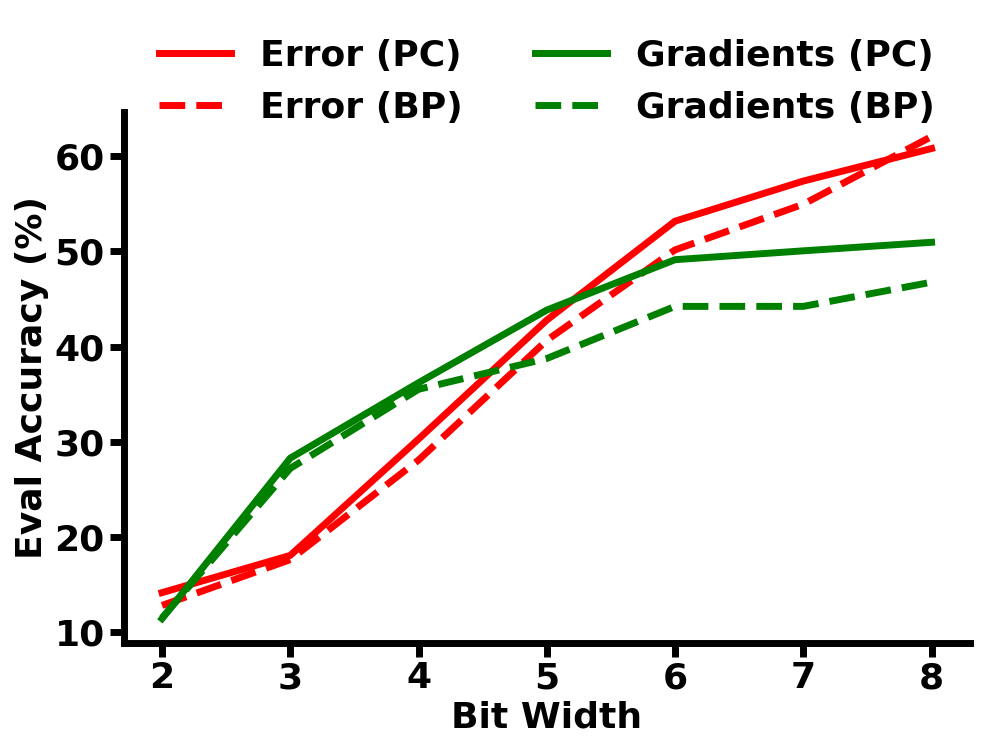 Error (PC)
Error (BP)
Gradients (PC)
Gradients (BP)
Eval Accuracy (%)
60
50
40
30
20
10
2 3 4 5 6 7 8
Bit Width